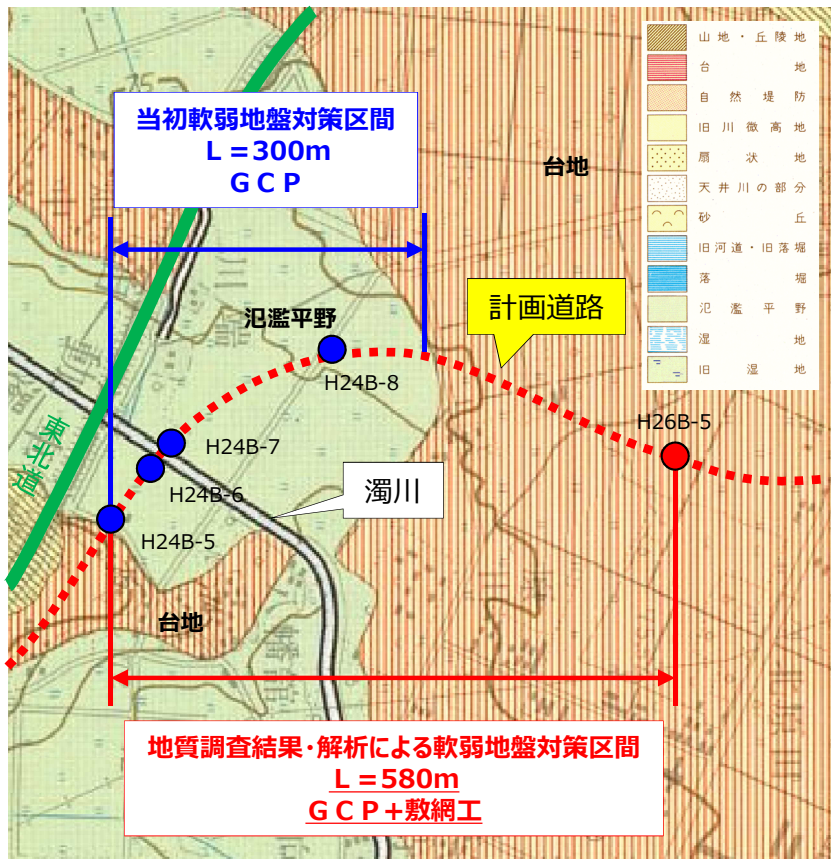 山地・丘陵地
台地
自然堤防
旧川微高地
扇状地
天井川の部分
砂丘
旧河道・旧落堀
落堀
氾濫平野
湿地
旧湿地
当初軟弱地盤対策区間
L=300m
GCP
台地
氾濫平野
計画道路
H24B-8
H26B-5
H24B-7
東北道
H24B-6
濁川
H24B-5
台地
地質調査結果・解析による軟弱地盤対策区間
L=580m
GCP+敷網工